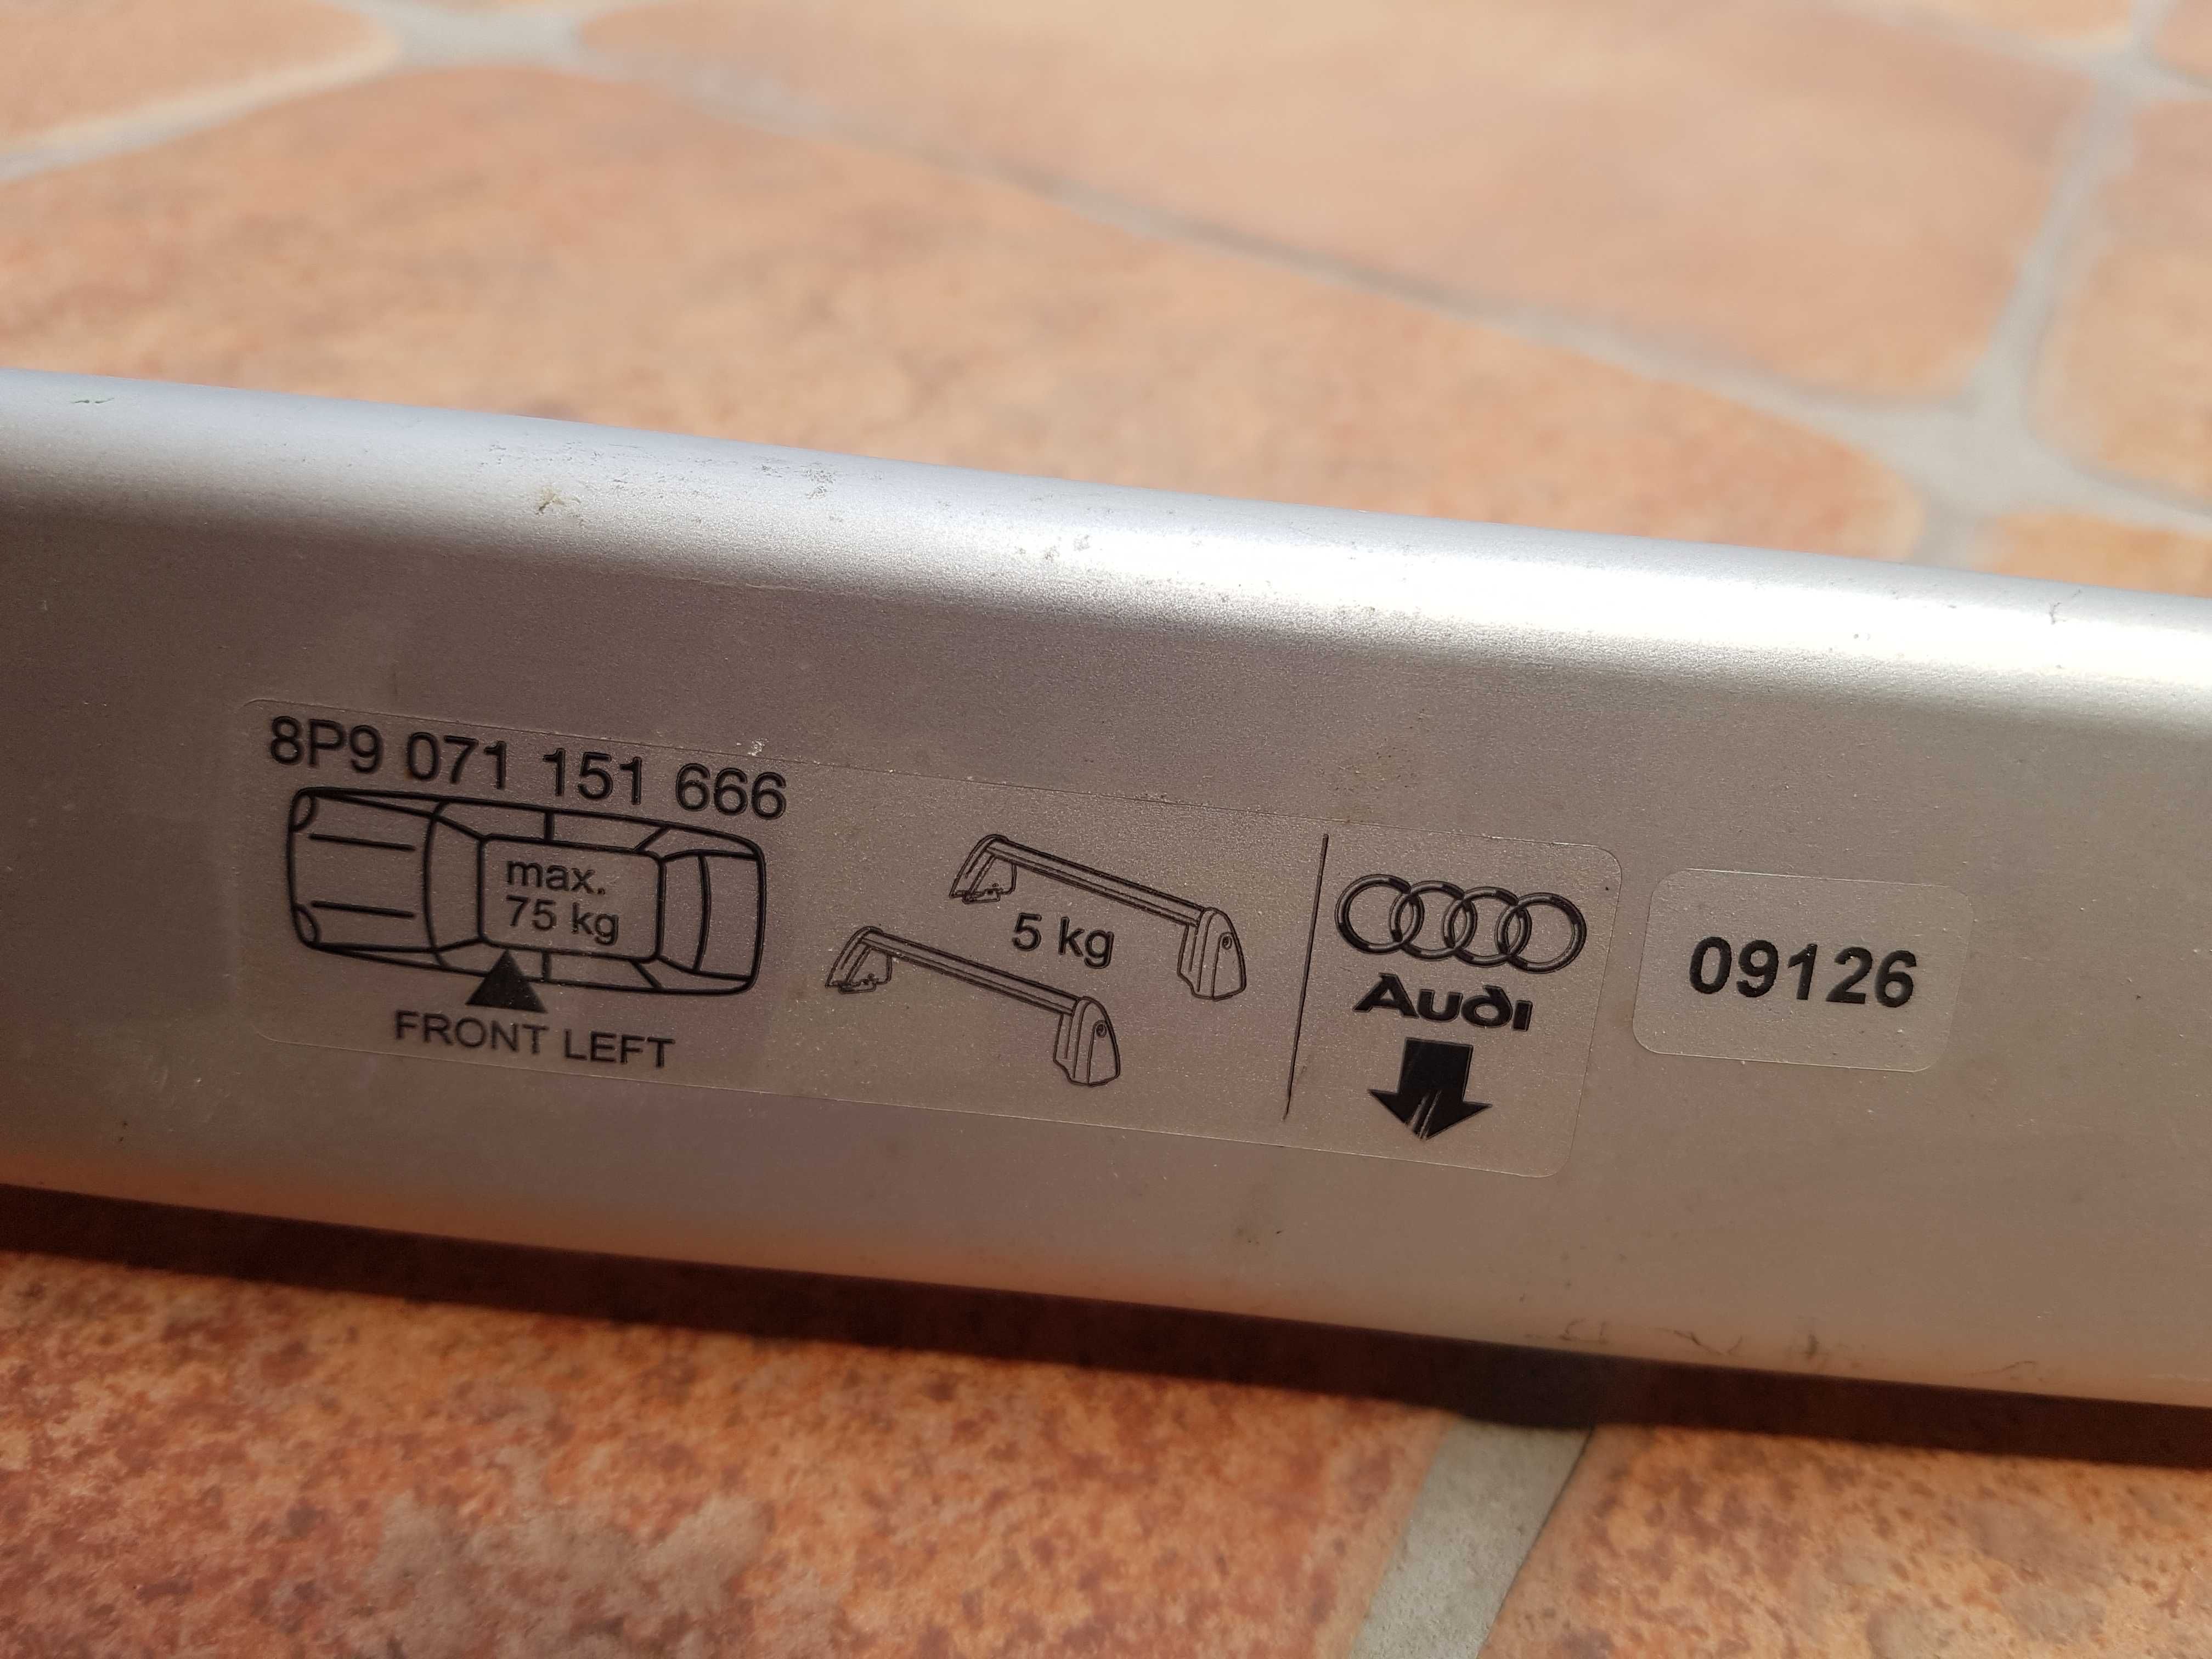 8P9 071 151 666
max.
75 kg
FRONT LEFT
5 kg
Audi
09126